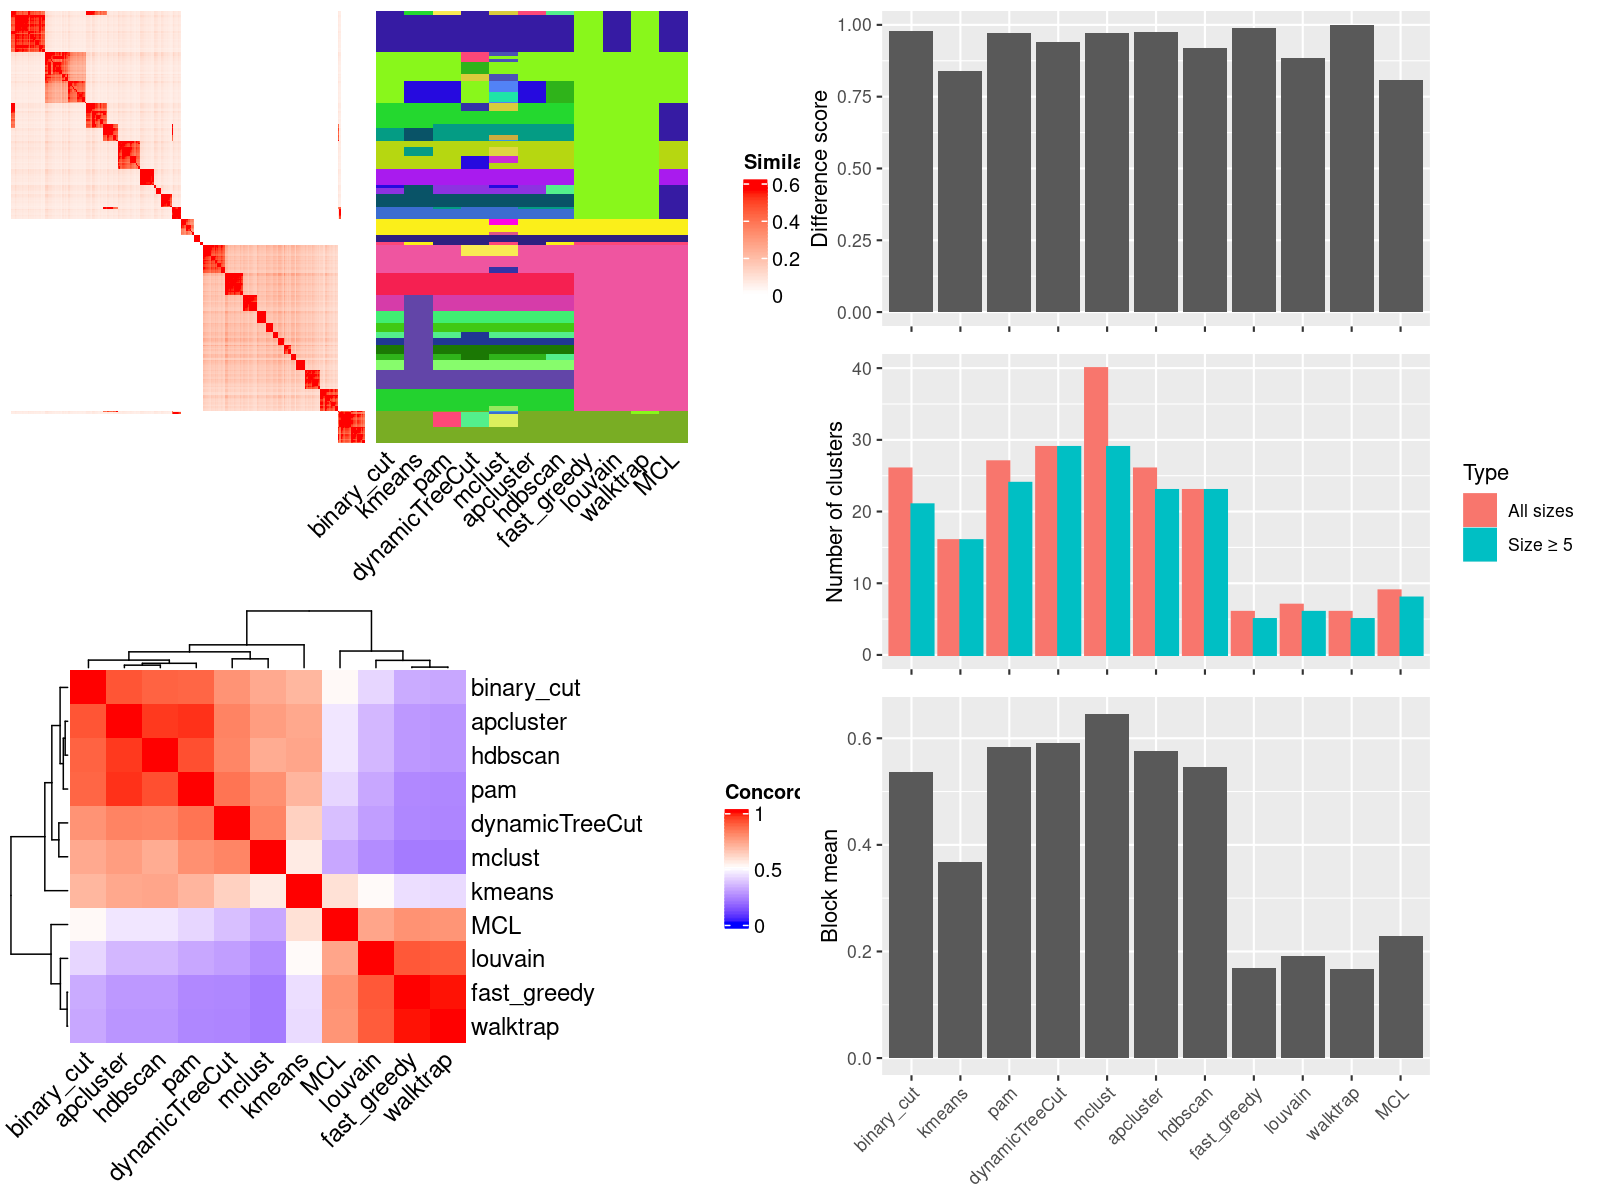 Simila
0.6
0.4
0.2
0
binary_cut
kmeans
pam
dynamicTreeCut
mclust
apcluster
hdbscan
fast_greedy
louvain
walktrap
MCL
Difference score
1.00
0.75
0.50
0.25
0.00
Number of clusters
40
30
20
10
0
Type
All sizes
Size ≥ 5
binary_cut
apcluster
hdbscan
pam
dynamicTreeCut
mclust
kmeans
MCL
louvain
fast_greedy
walktrap
binary_cut
apcluster
hdbscan
pam
dynamicTreeCut
mclust
kmeans
MCL
louvain
fast_greedy
walktrap
Concord
1
0.5
0
Block mean
0.6
0.4
0.2
0.0
binary_cut
kmeans
pam
dynamicTreeCut
mclust
apcluster
hdbscan
fast_greedy
louvain
walktrap
MCL